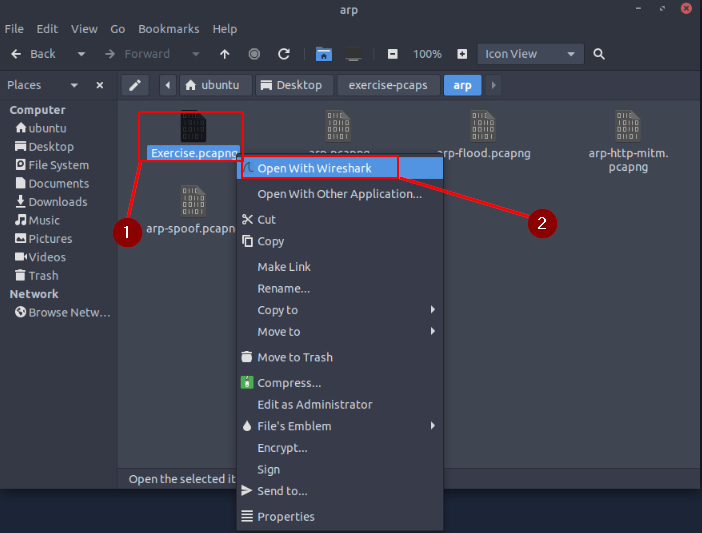 arp
File Edit View Go Bookmarks Help
Back Forward 100% Icon View
Places ubuntu Desktop exercise-pcaps arp
Computer
ubuntu
Desktop
File System
Documents
Downloads
Music
Pictures
Videos
Trash
Network
Browse Netw...
Exercise.pcapng
arp.pcapng
arp-flood.pcapng
arp-http-mitm.
pcapng
arp-spoof.pcapn
1
2
Open With Wireshark
Open With Other Application...
Cut
Copy
Make Link
Rename...
Copy to
Move to
Move to Trash
Compress...
Edit as Administrator
File's Emblem
Encrypt...
Sign
Send to...
Properties
Open the selected it